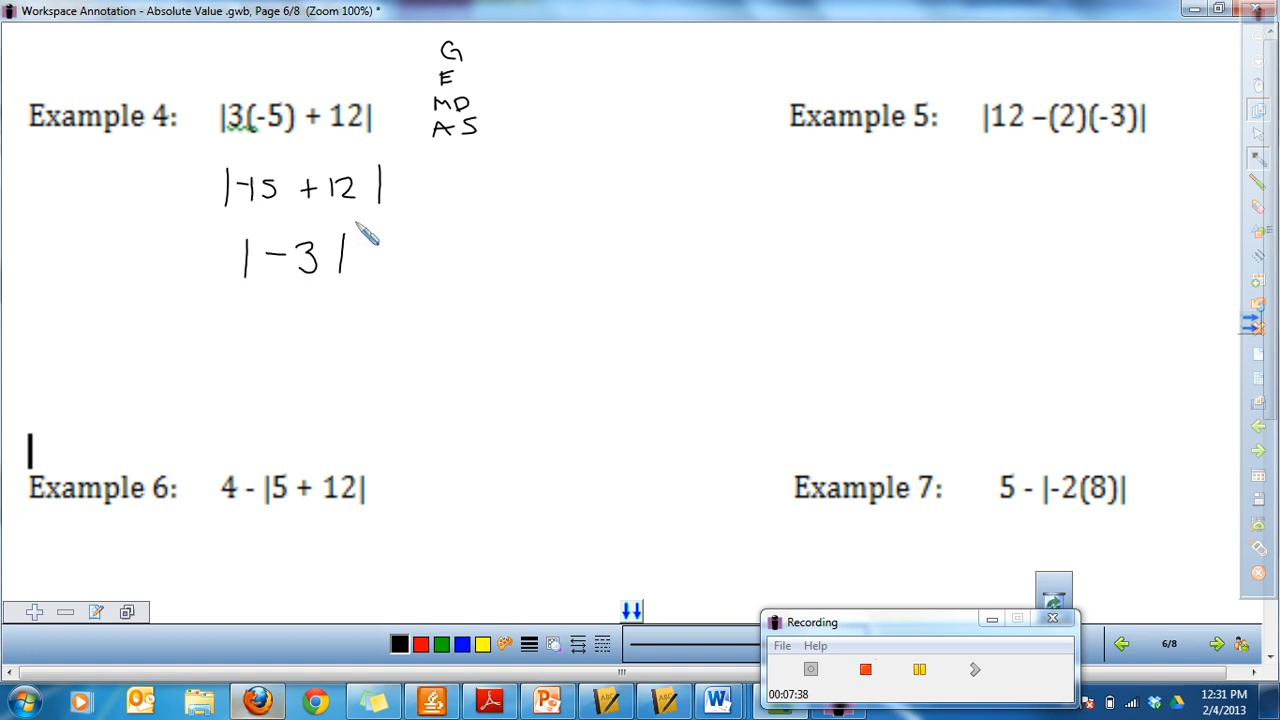 Workspace Annotation - Absolute Value .gwb, Page 6/8 (Zoom 100%) *
G
E
MD
AS
Example 4: |3(-5) + 12|
|-15 + 12|
|-3|
Example 5: |12 –(2)(-3)|
Example 6: 4 - |5 + 12|
Example 7: 5 - |-2(8)|
Recording
File Help
00:07:38
6/8
12:31 PM
2/4/2013